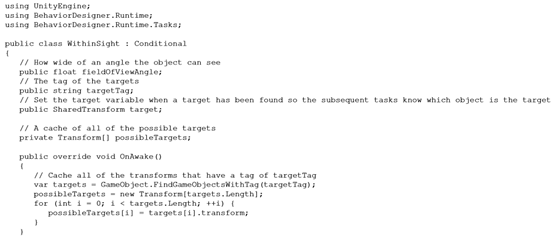 using UnityEngine;
using BehaviorDesigner.Runtime;
using BehaviorDesigner.Runtime.Tasks;

public class WithinSight : Conditional
{
    // How wide of an angle the object can see
    public float fieldOfViewAngle;
    // The tag of the targets
    public string targetTag;
    // Set the target variable when a target has been found so the subsequent tasks know which object is the target
    public SharedTransform target;

    // A cache of all of the possible targets
    private Transform[] possibleTargets;

    public override void OnAwake()
    {
        // Cache all of the transforms that have a tag of targetTag
        var targets = GameObject.FindGameObjectsWithTag(targetTag);
        possibleTargets = new Transform[targets.Length];
        for (int i = 0; i < targets.Length; ++i) {
            possibleTargets[i] = targets[i].transform;
        }
    }